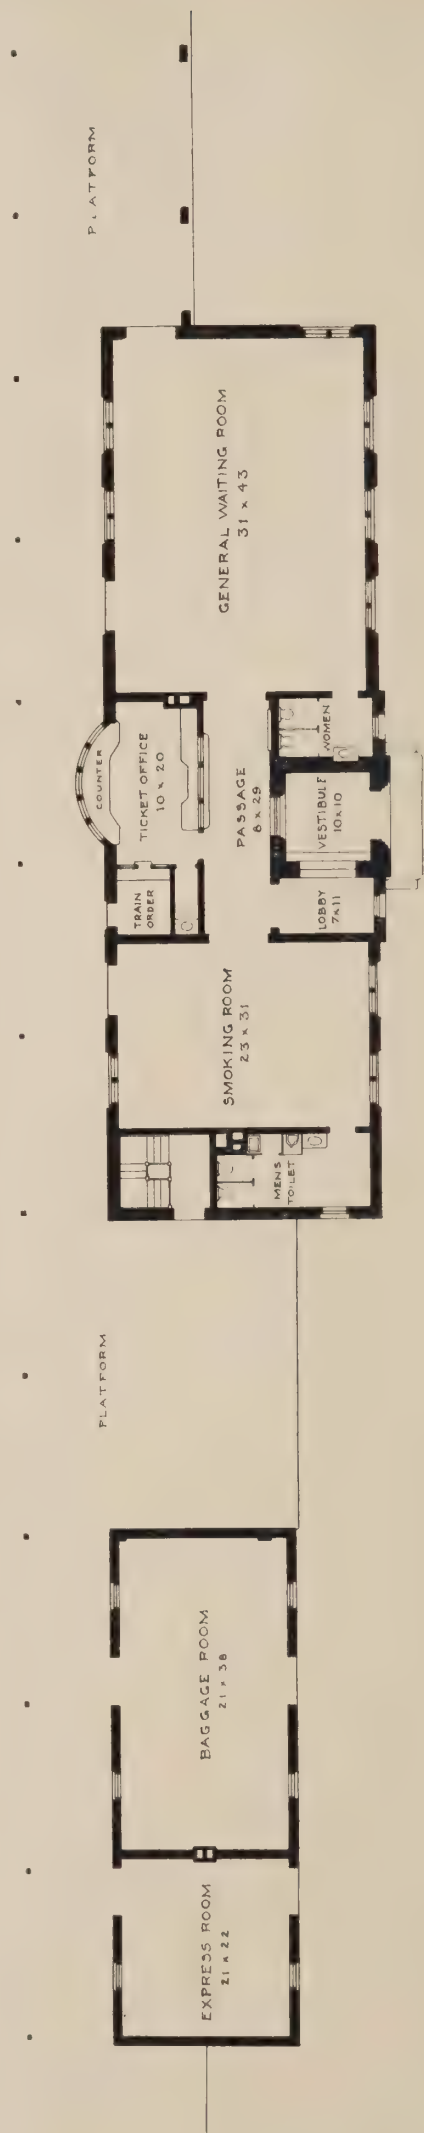 PLATFORM
GENERAL WAITING ROOM
31 x 43
COUNTER
TICKET OFFICE
10 x 20
PASSAGE
8 x 29
WOMEN
VESTIBULE
10 x 10
TRAIN
ORDER
LOBBY
7 x 11
SMOKING ROOM
23 x 31
MENS
TOILET
PLATFORM
BAGGAGE ROOM
21 x 38
EXPRESS ROOM
21 x 22